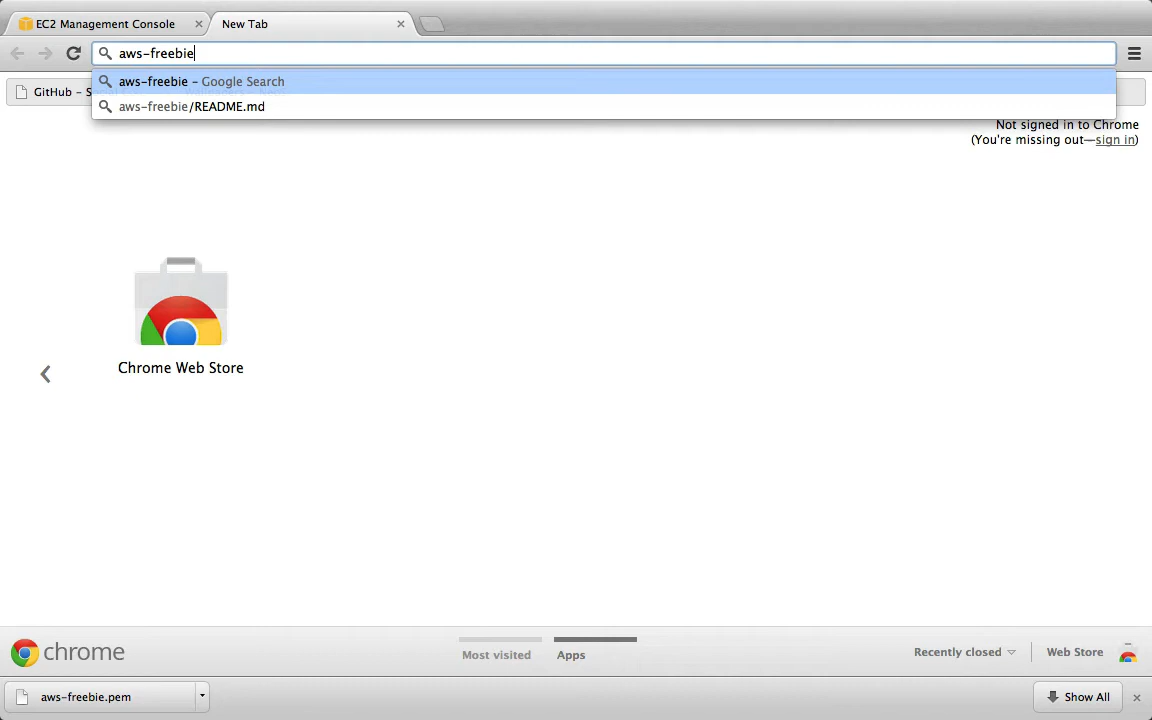 EC2 Management Console
New Tab
aws-freebie
aws-freebie – Google Search
aws-freebie/README.md
GitHub – S
Not signed in to Chrome
(You're missing out—sign in)
Chrome Web Store
chrome
Most visited
Apps
Recently closed
Web Store
aws-freebie.pem
Show All